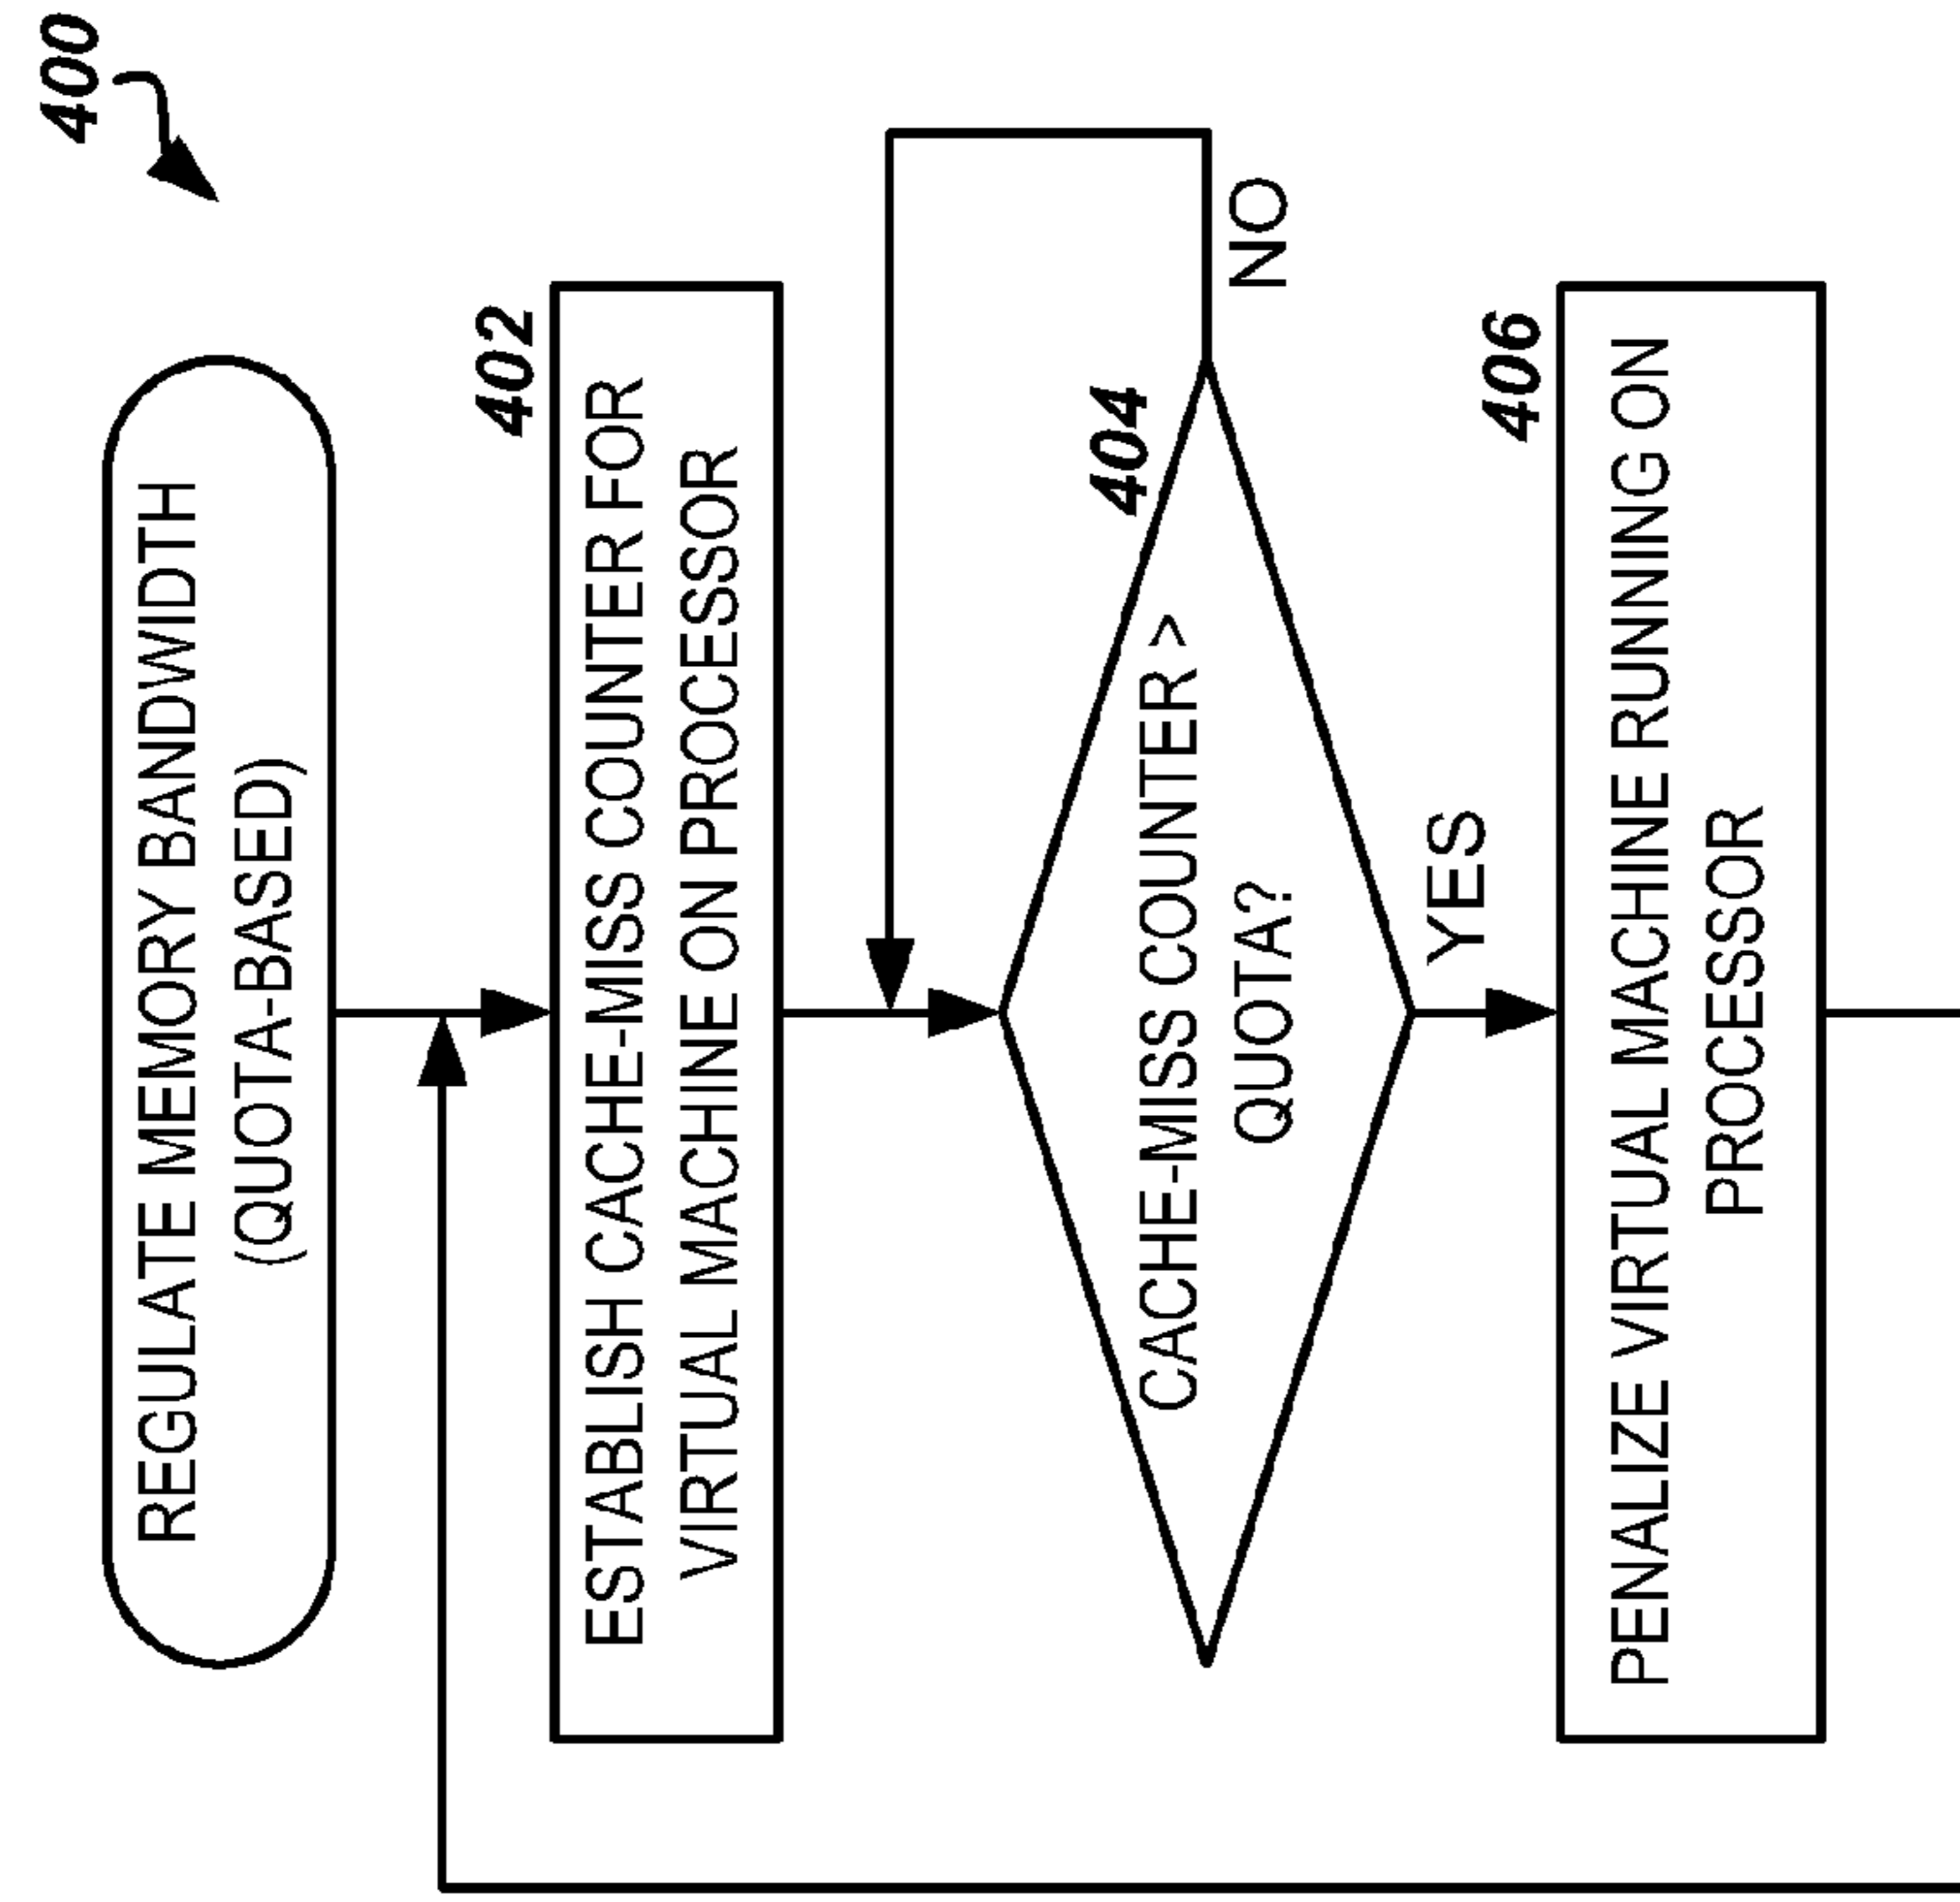 400
REGULATE MEMORY BANDWIDTH
(QUOTA-BASED)
402
ESTABLISH CACHE-MISS COUNTER FOR
VIRTUAL MACHINE ON PROCESSOR
404
CACHE-MISS COUNTER >
QUOTA?
NO
YES
406
PENALIZE VIRTUAL MACHINE RUNNING ON
PROCESSOR